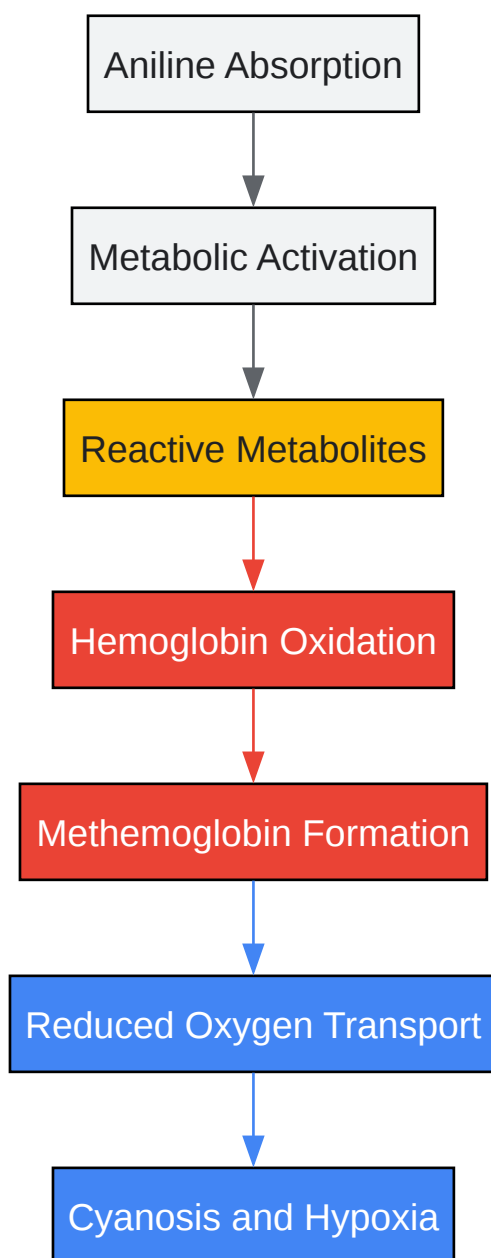 Aniline Absorption
Metabolic Activation
Reactive Metabolites
Hemoglobin Oxidation
Methemoglobin Formation
Reduced Oxygen Transport
Cyanosis and Hypoxia